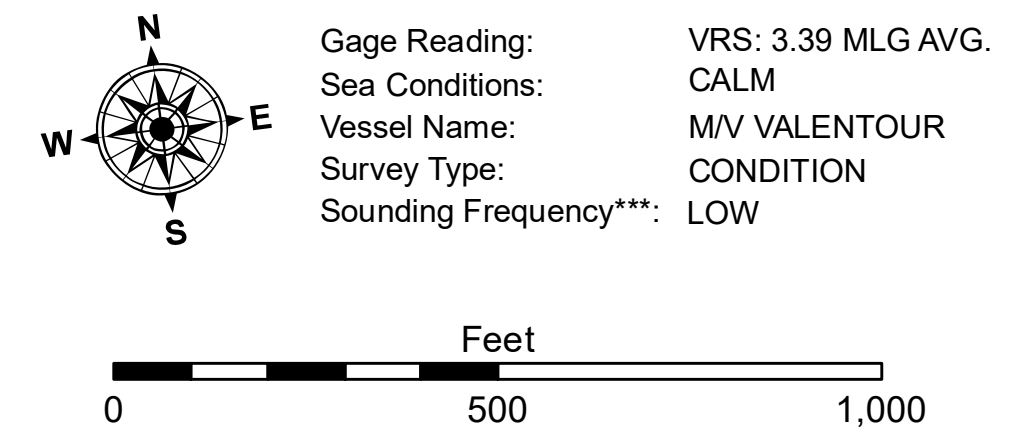 N
W
E
S
Gage Reading: VRS: 3.39 MLG AVG.
Sea Conditions: CALM
Vessel Name: M/V VALENTOUR
Survey Type: CONDITION
Sounding Frequency***: LOW
Feet
0 500 1,000